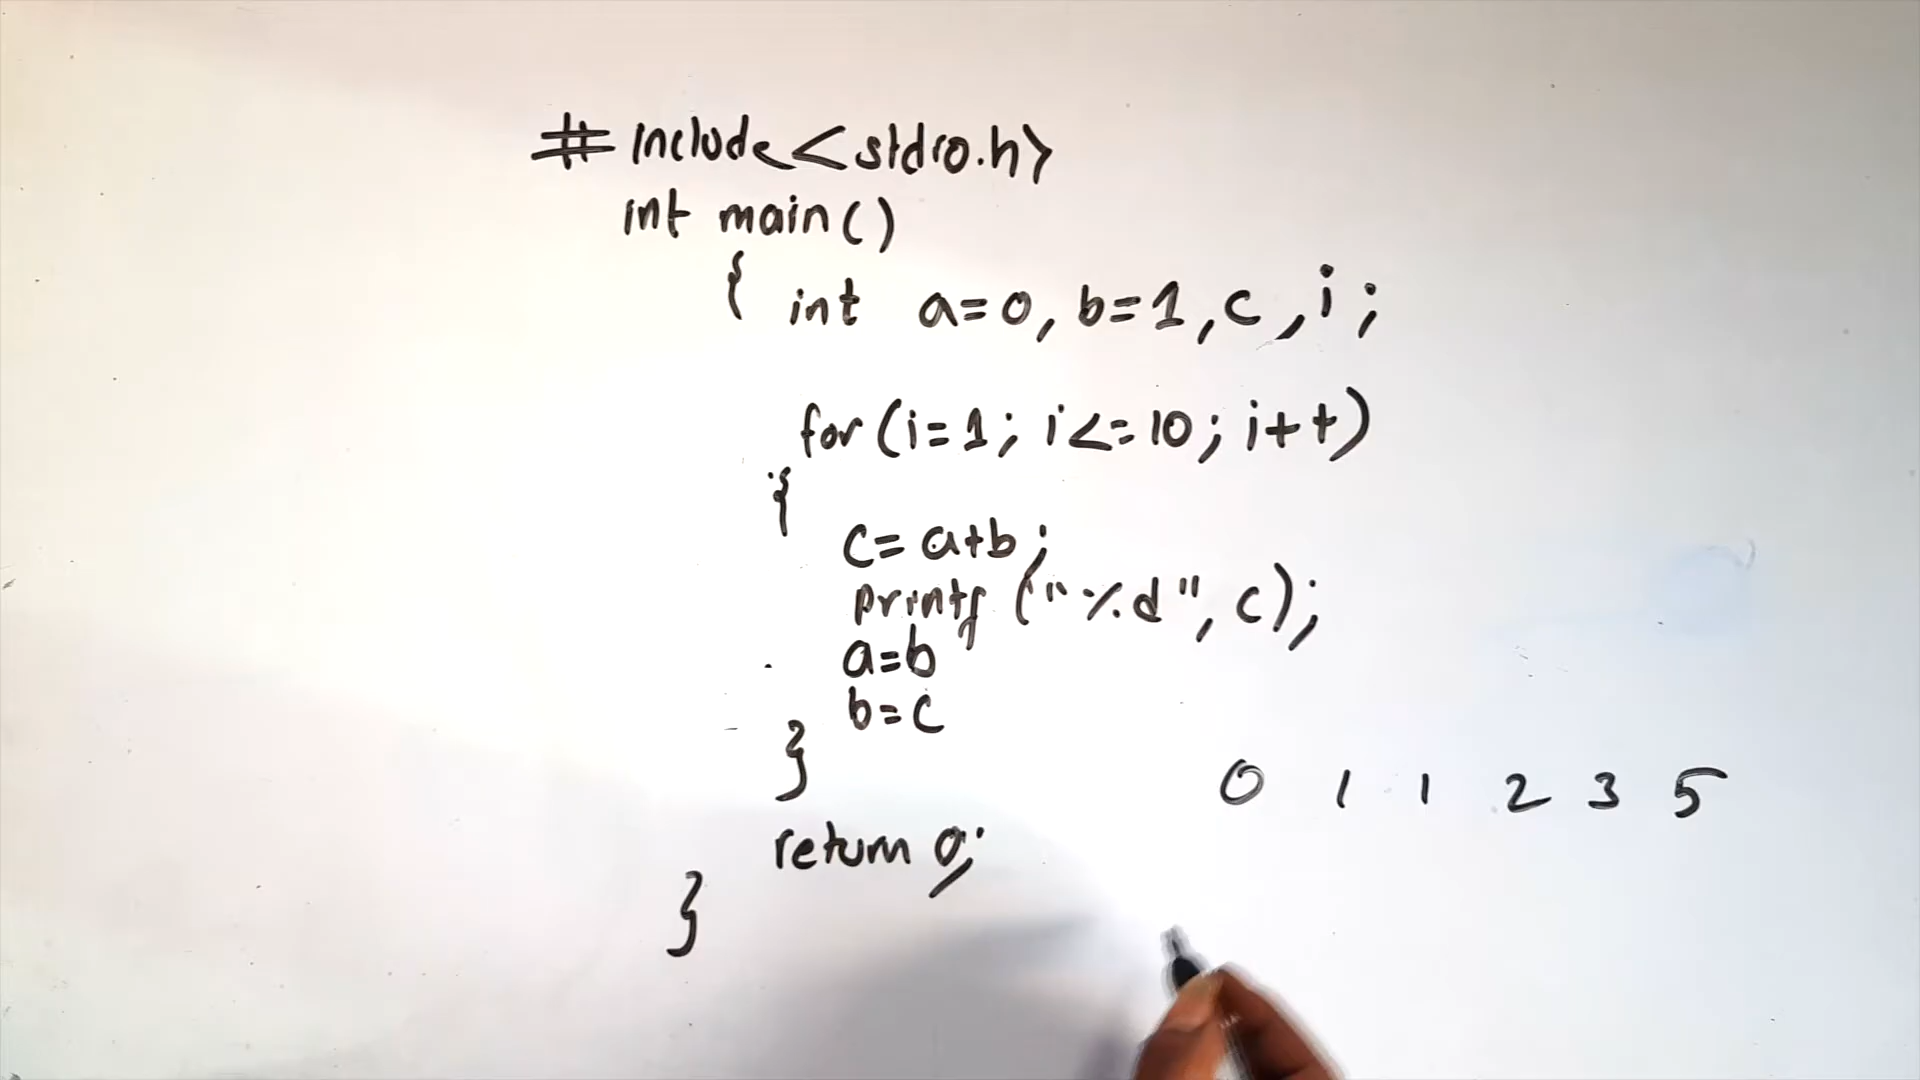 #include<stdio.h>
int main()
{ int a=0, b=1, c, i;
for(i=1; i<=10; i++)
{
c=a+b;
printf("%d", c);
a=b
b=c
}
0 1 1 2 3 5
return 0;
}